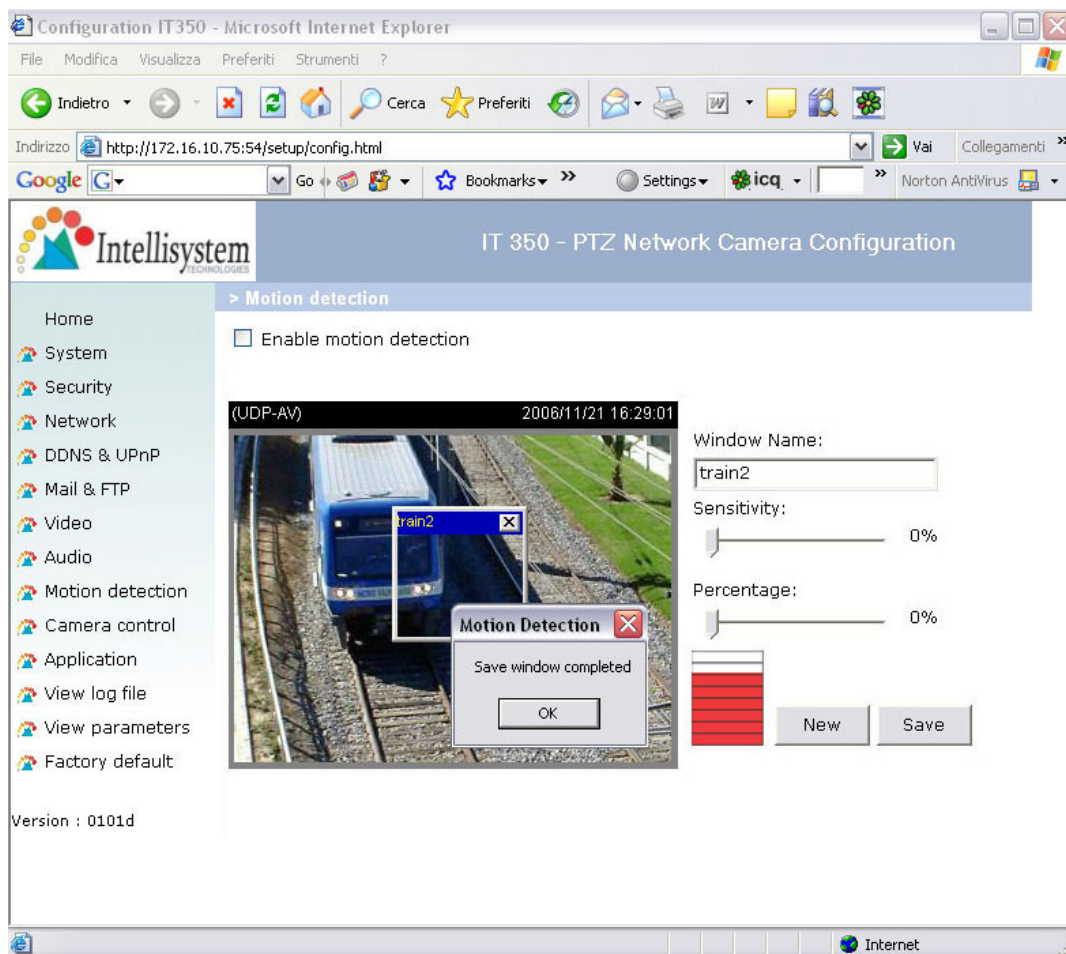 Configuration IT350 - Microsoft Internet Explorer
File Modifica Visualizza Preferiti Strumenti ?
Indietro Cerca Preferiti
Indirizzo http://172.16.10.75:54/setup/config.html Vai Collegamenti »
Google G Go Bookmarks » Settings icq » Norton AntiVirus
Intellisystem
TECHNOLOGIES
IT 350 - PTZ Network Camera Configuration
> Motion detection
Home
System
Security
Network
DDNS & UPnP
Mail & FTP
Video
Audio
Motion detection
Camera control
Application
View log file
View parameters
Factory default
Version : 0101d
Enable motion detection
(UDP-AV) 2006/11/21 16:29:01
train2
Motion Detection
Save window completed
OK
Window Name:
train2
Sensitivity:
0%
Percentage:
0%
New Save
Internet